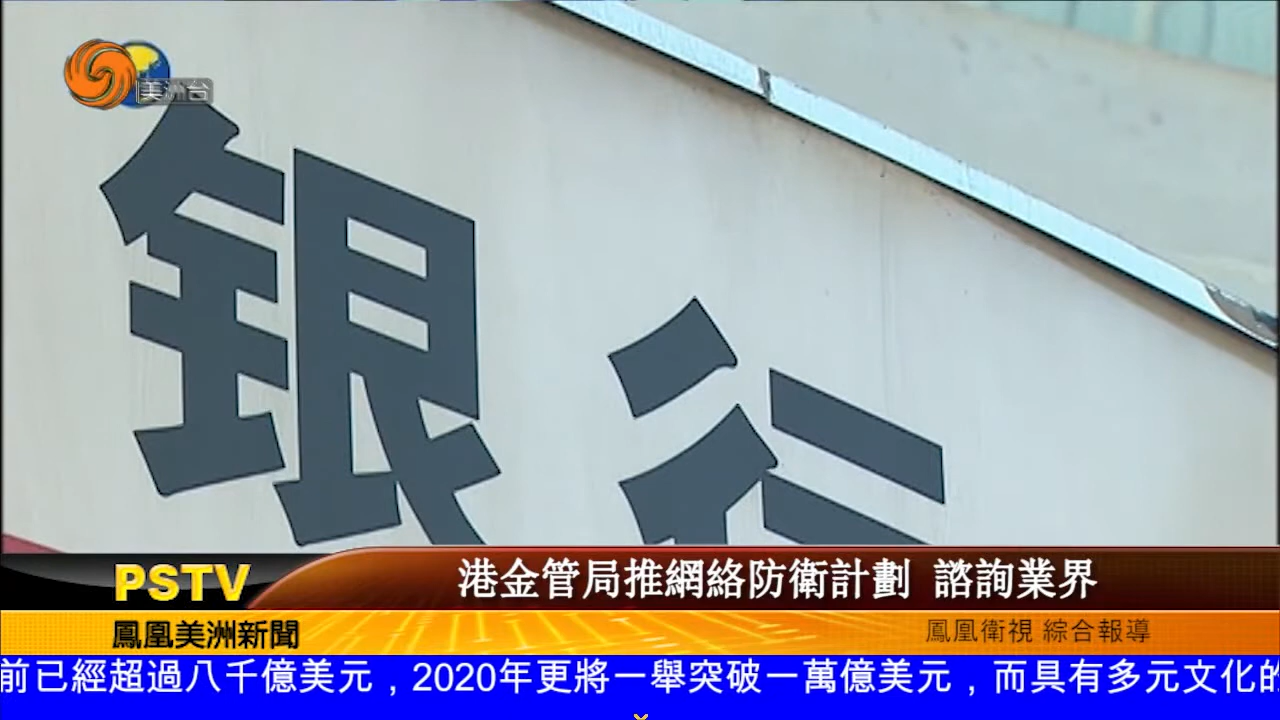 美洲台
銀行
港金管局推網絡防衛計劃 諮詢業界
PSTV
鳳凰美洲新聞
鳳凰衛視 綜合報導
前已經超過八千億美元，2020年更將一舉突破一萬億美元，而具有多元文化的